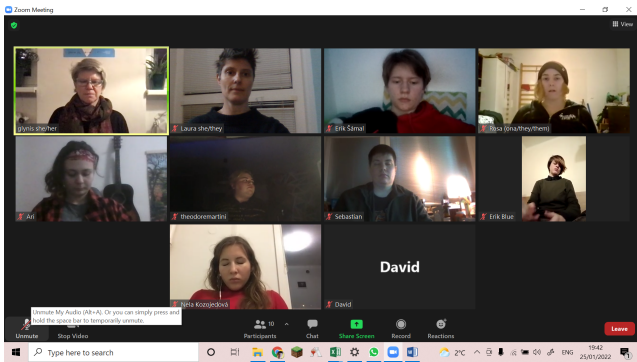 Zoom Meeting
View
glynis she/her
Laura she/they
Erik Šámal
Rosa (ona/they/them)
Ari
theodoremartini
Sebastian
Erik Blue
Nela Kozojedová
David
David
Unmute My Audio (Alt+A). Or you can simply press and
hold the space bar to temporarily unmute.
Unmute
Stop Video
10
Participants
Chat
Share Screen
Record
Reactions
Leave
Type here to search
2°C
ENG
19:42
25/01/2022